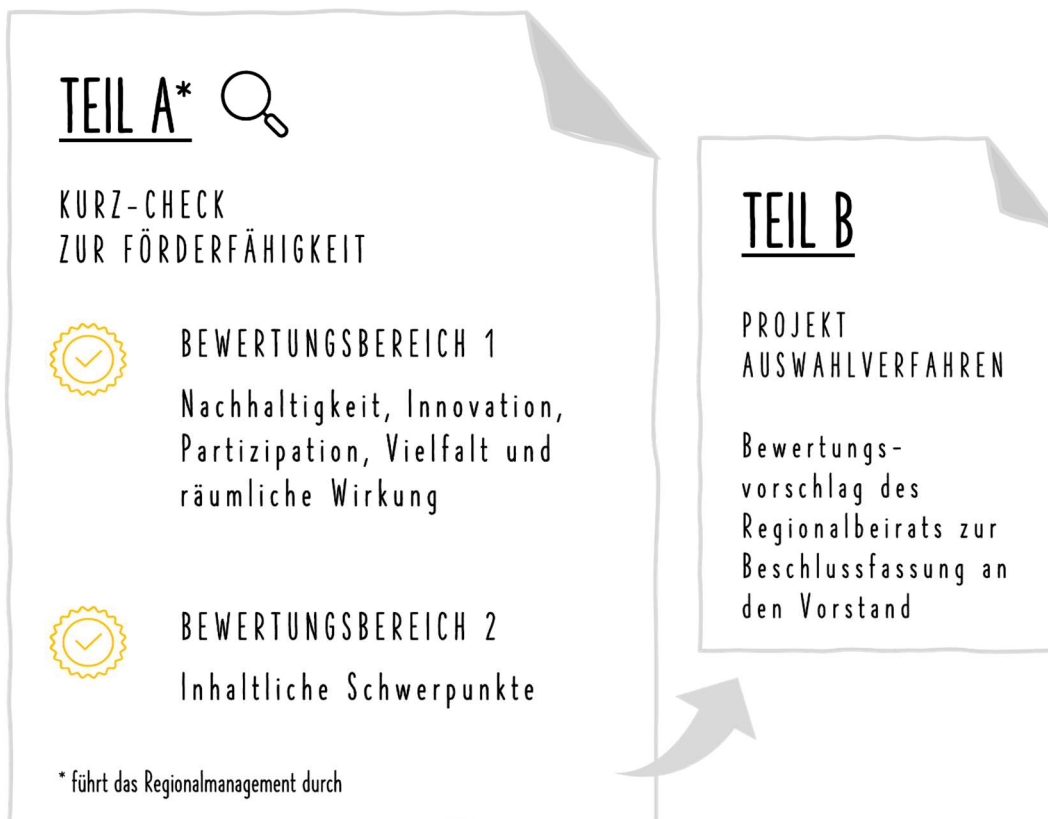 TEIL A*
KURZ-CHECK
ZUR FÖRDERFÄHIGKEIT
BEWERTUNGSBEREICH 1
Nachhaltigkeit, Innovation,
Partizipation, Vielfalt und
räumliche Wirkung
BEWERTUNGSBEREICH 2
Inhaltliche Schwerpunkte
* führt das Regionalmanagement durch
TEIL B
PROJEKT
AUSWAHLVERFAHREN
Bewertungs-
vorschlag des
Regionalbeirats zur
Beschlussfassung an
den Vorstand